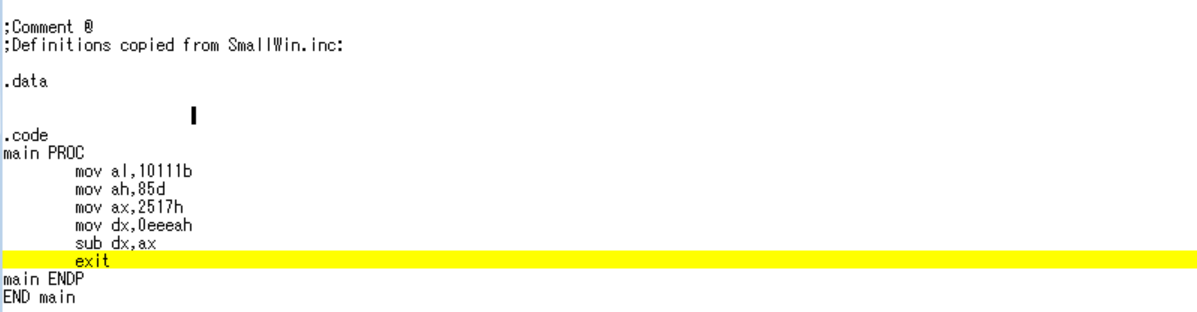 ;Comment @
;Definitions copied from SmallWin.inc:
.data
.code
main PROC
mov al,10111b
mov ah,85d
mov ax,2517h
mov dx,0eeeah
sub dx,ax
exit
main ENDP
END main